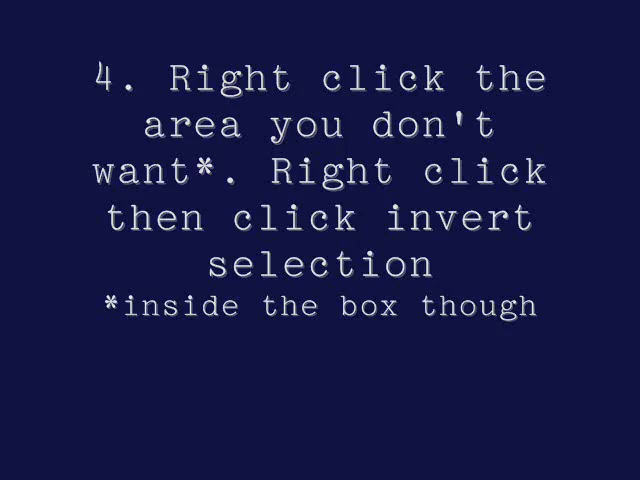 4. Right click the
area you don't
want*. Right click
then click invert
selection
*inside the box though